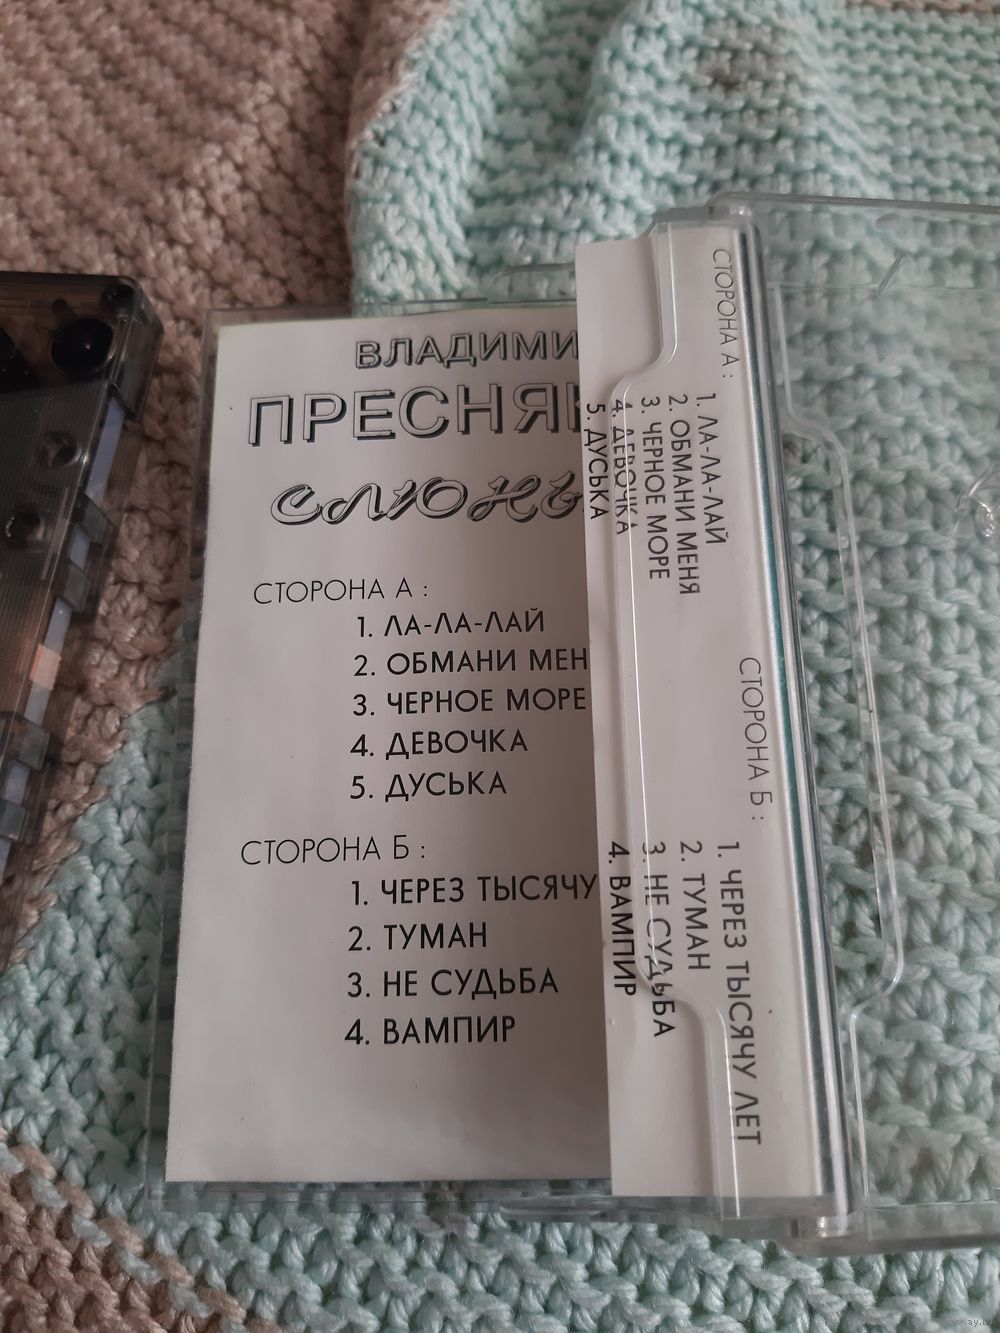 ВЛАДИМИ
ПРЕСНЯК
СЛЮНЫ
СТОРОНА А :
1. ЛА-ЛА-ЛАЙ
2. ОБМАНИ МЕН
3. ЧЕРНОЕ МОРЕ
4. ДЕВОЧКА
5. ДУСЬКА
СТОРОНА Б :
1. ЧЕРЕЗ ТЫСЯЧУ
2. ТУМАН
3. НЕ СУДЬБА
4. ВАМПИР
СТОРОНА А :
1. ЛА-ЛА-ЛАЙ
2. ОБМАНИ МЕНЯ
3. ЧЕРНОЕ МОРЕ
4. ДЕВОЧКА
5. ДУСЬКА
СТОРОНА Б :
1. ЧЕРЕЗ ТЫСЯЧУ ЛЕТ
2. ТУМАН
3. НЕ СУДЬБА
4. ВАМПИР